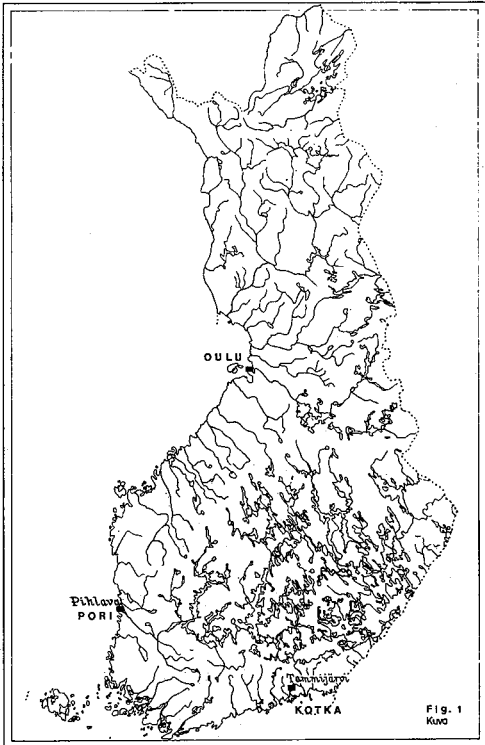 OULU
Pihlava
PORI
Tammijärvi
KOTKA
Fig. 1
Kuva